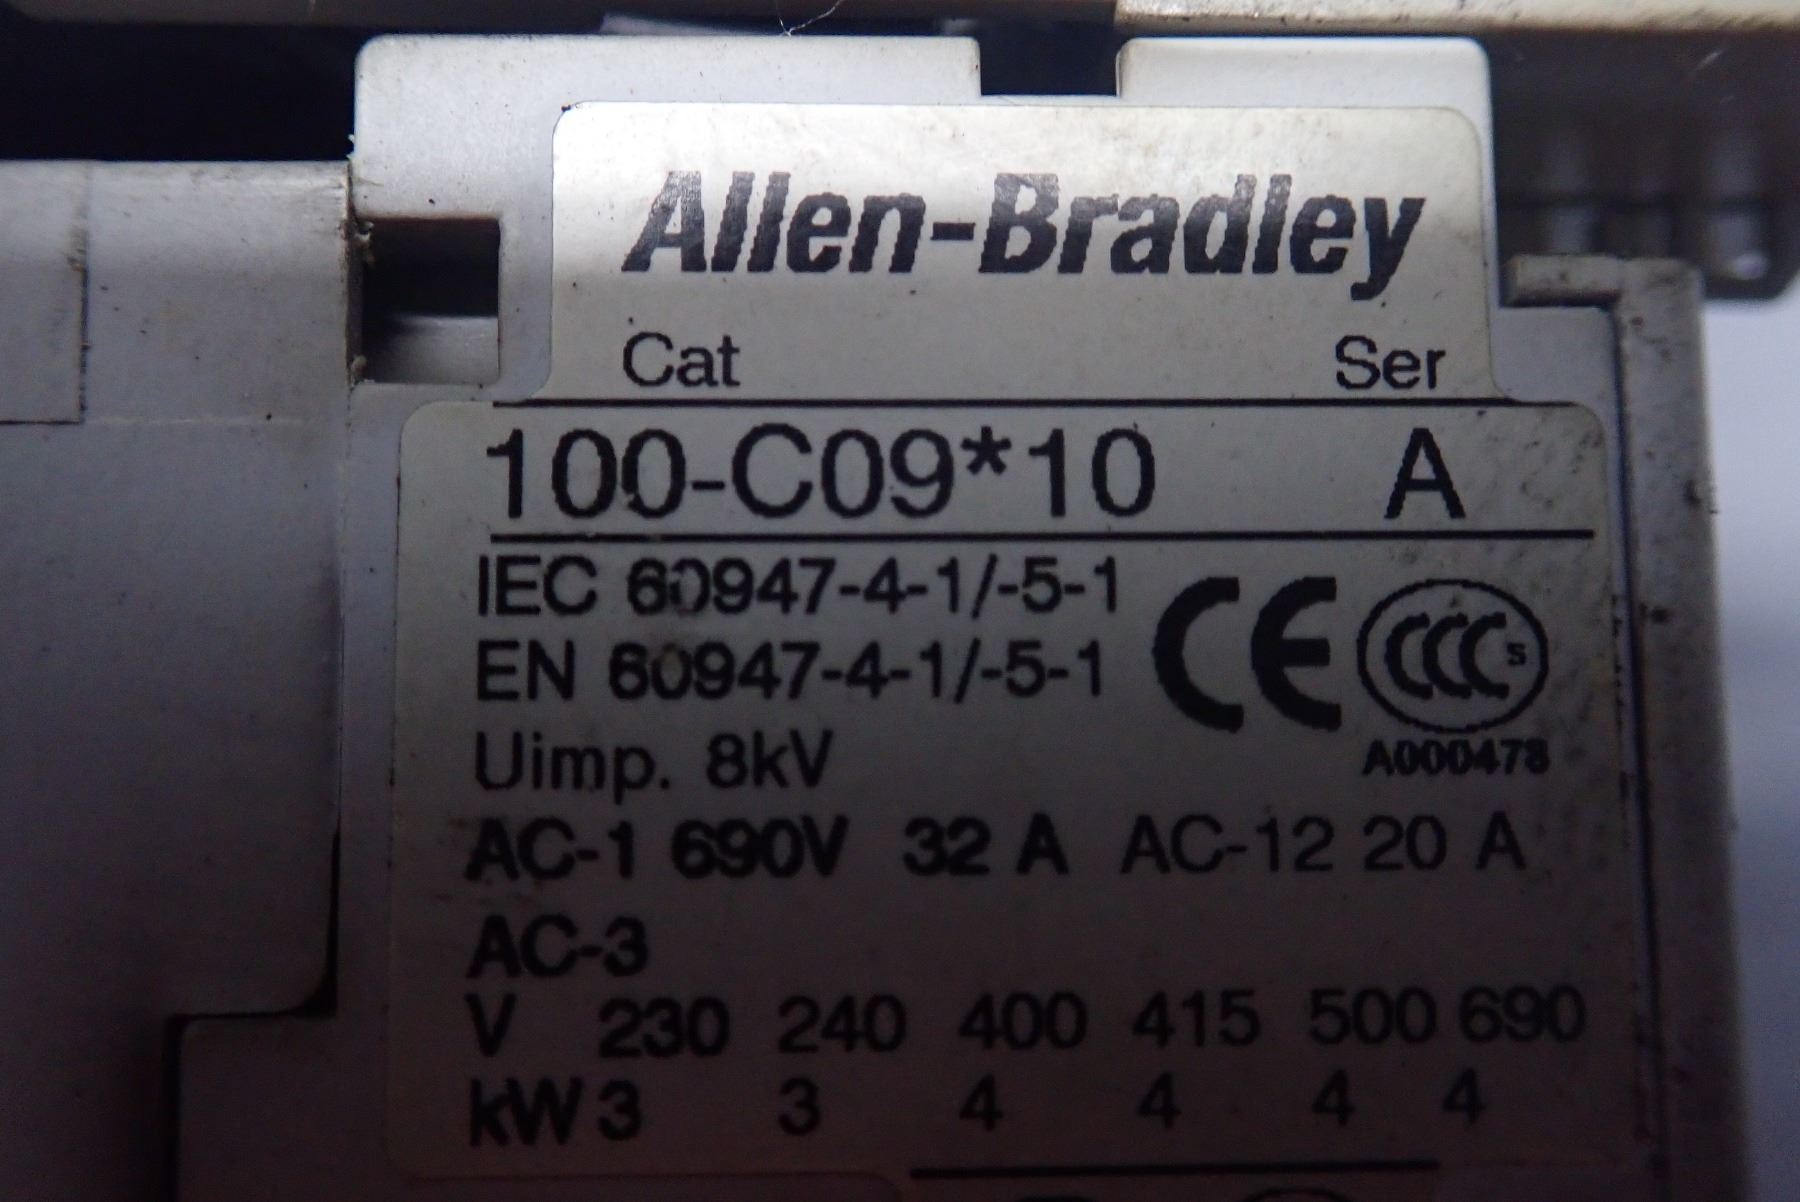 Allen-Bradley
Cat Ser
100-C09*10 A
IEC 60947-4-1/-5-1
EN 60947-4-1/-5-1
CE CCC S
Uimp. 8kV
A000478
AC-1 690V 32 A AC-12 20 A
AC-3
V 230 240 400 415 500 690
kW 3 3 4 4 4 4